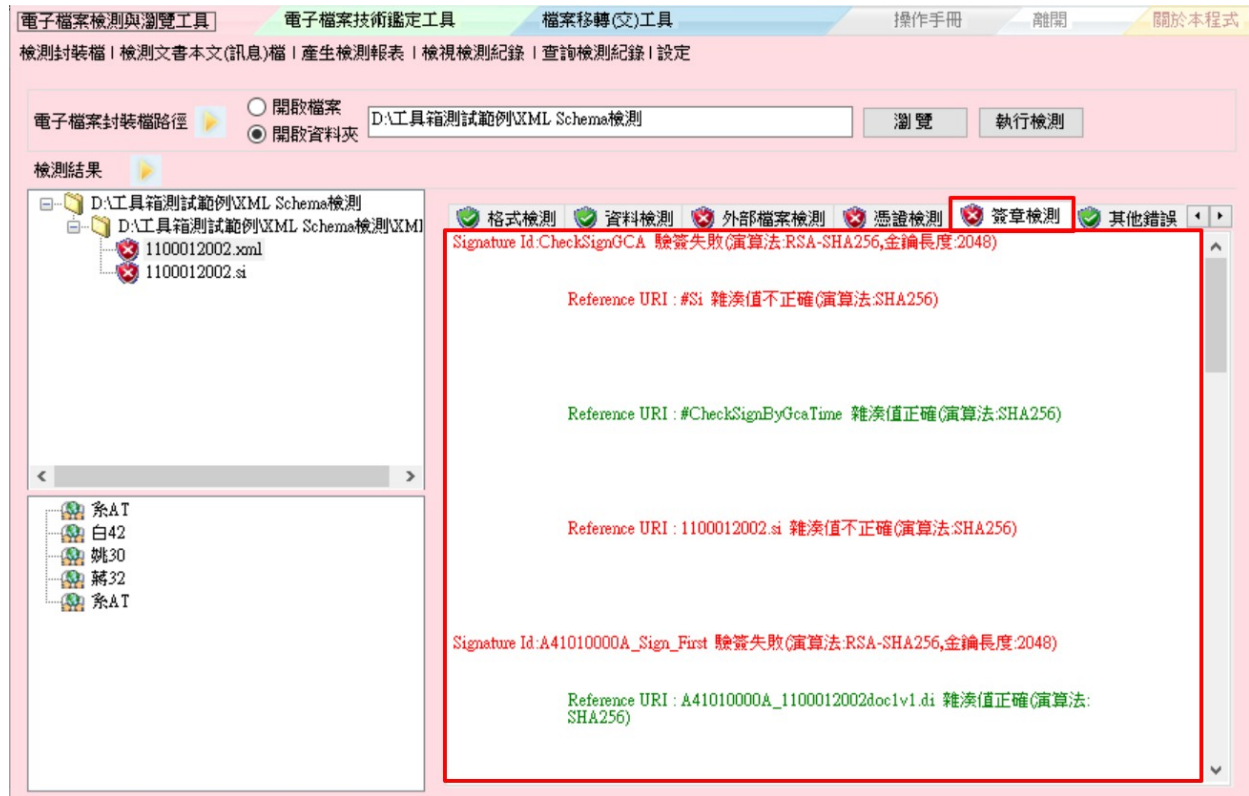 電子檔案檢測與瀏覽工具 電子檔案技術鑑定工具 檔案移轉(交)工具 操作手冊 離開 關於本程式
檢測封裝檔 | 檢測文書本文(訊息)檔 | 產生檢測報表 | 檢視檢測紀錄 | 查詢檢測紀錄 | 設定
電子檔案封裝檔路徑
開啟檔案
開啟資料夾
D:\工具箱測試範例\XML Schema檢測
瀏覽 執行檢測
檢測結果
D:\工具箱測試範例\XML Schema檢測
D:\工具箱測試範例\XML Schema檢測\XMl
1100012002.xml
1100012002.si
糸AT
白42
姚30
蔣32
糸AT
格式檢測 資料檢測 外部檔案檢測 憑證檢測 簽章檢測 其他錯誤
Signature Id:CheckSignGCA 驗簽失敗(演算法:RSA-SHA256,金鑰長度:2048)
Reference URI : #Si 雜湊值不正確(演算法:SHA256)
Reference URI : #CheckSignByGcaTime 雜湊值正確(演算法:SHA256)
Reference URI : 1100012002.si 雜湊值不正確(演算法:SHA256)
Signature Id:A41010000A_Sign_First 驗簽失敗(演算法:RSA-SHA256,金鑰長度:2048)
Reference URI : A41010000A_1100012002doc1v1.di 雜湊值正確(演算法:
SHA256)